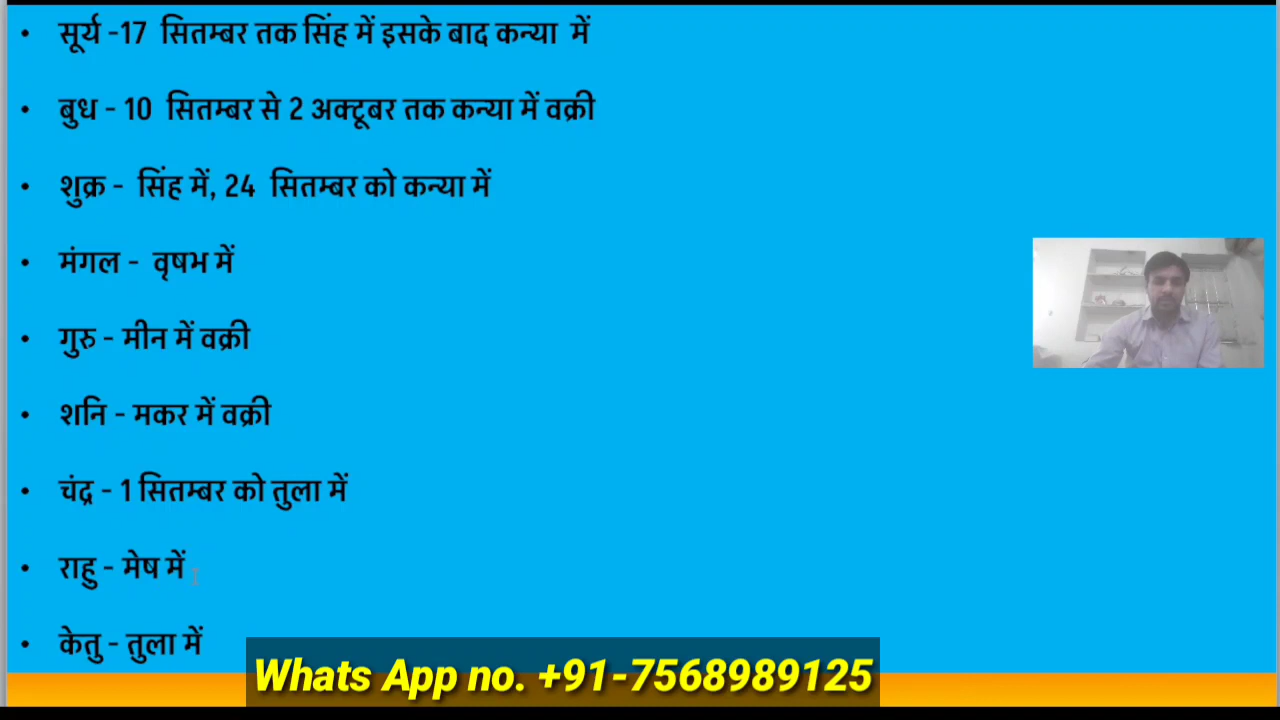 • सूर्य -17 सितम्बर तक सिंह में इसके बाद कन्या में
• बुध - 10 सितम्बर से 2 अक्टूबर तक कन्या में वक्री
• शुक्र - सिंह में, 24 सितम्बर को कन्या में
• मंगल - वृषभ में
• गुरु - मीन में वक्री
• शनि - मकर में वक्री
• चंद्र - 1 सितम्बर को तुला में
• राहु - मेष में
• केतु - तुला में
Whats App no. +91-7568989125